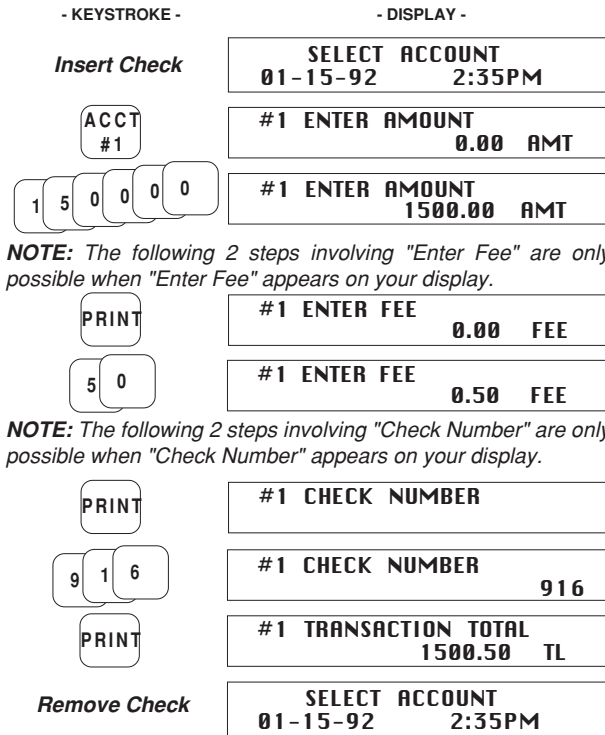 - KEYSTROKE - - DISPLAY -
Insert Check
SELECT ACCOUNT
01-15-92 2:35PM
ACCT
#1
#1 ENTER AMOUNT
0.00 AMT
1 5 0 0 0 0
#1 ENTER AMOUNT
1500.00 AMT
NOTE: The following 2 steps involving "Enter Fee" are only
possible when "Enter Fee" appears on your display.
PRINT
#1 ENTER FEE
0.00 FEE
5 0
#1 ENTER FEE
0.50 FEE
NOTE: The following 2 steps involving "Check Number" are only
possible when "Check Number" appears on your display.
PRINT
#1 CHECK NUMBER
9 1 6
#1 CHECK NUMBER
916
PRINT
#1 TRANSACTION TOTAL
1500.50 TL
Remove Check
SELECT ACCOUNT
01-15-92 2:35PM